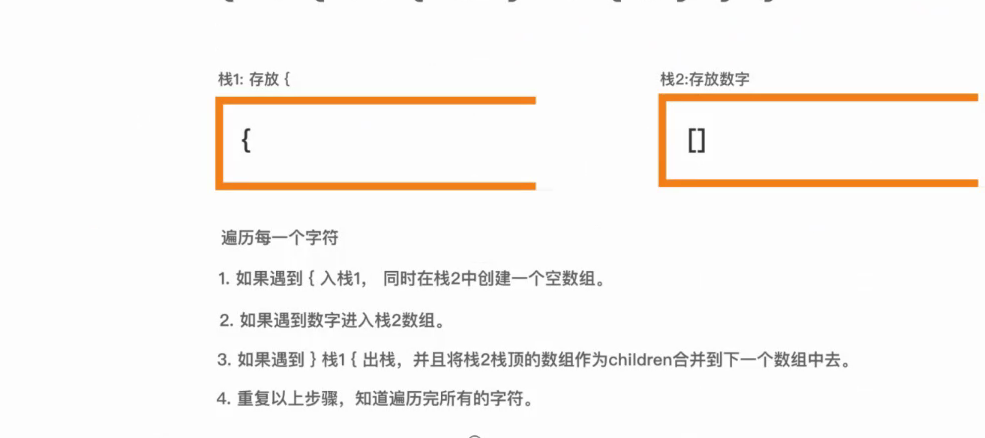 栈1: 存放 {
栈2:存放数字
{
[]
遍历每一个字符
1. 如果遇到 { 入栈1， 同时在栈2中创建一个空数组。
2. 如果遇到数字进入栈2数组。
3. 如果遇到 } 栈1 { 出栈，并且将栈2栈顶的数组作为children合并到下一个数组中去。
4. 重复以上步骤，知道遍历完所有的字符。